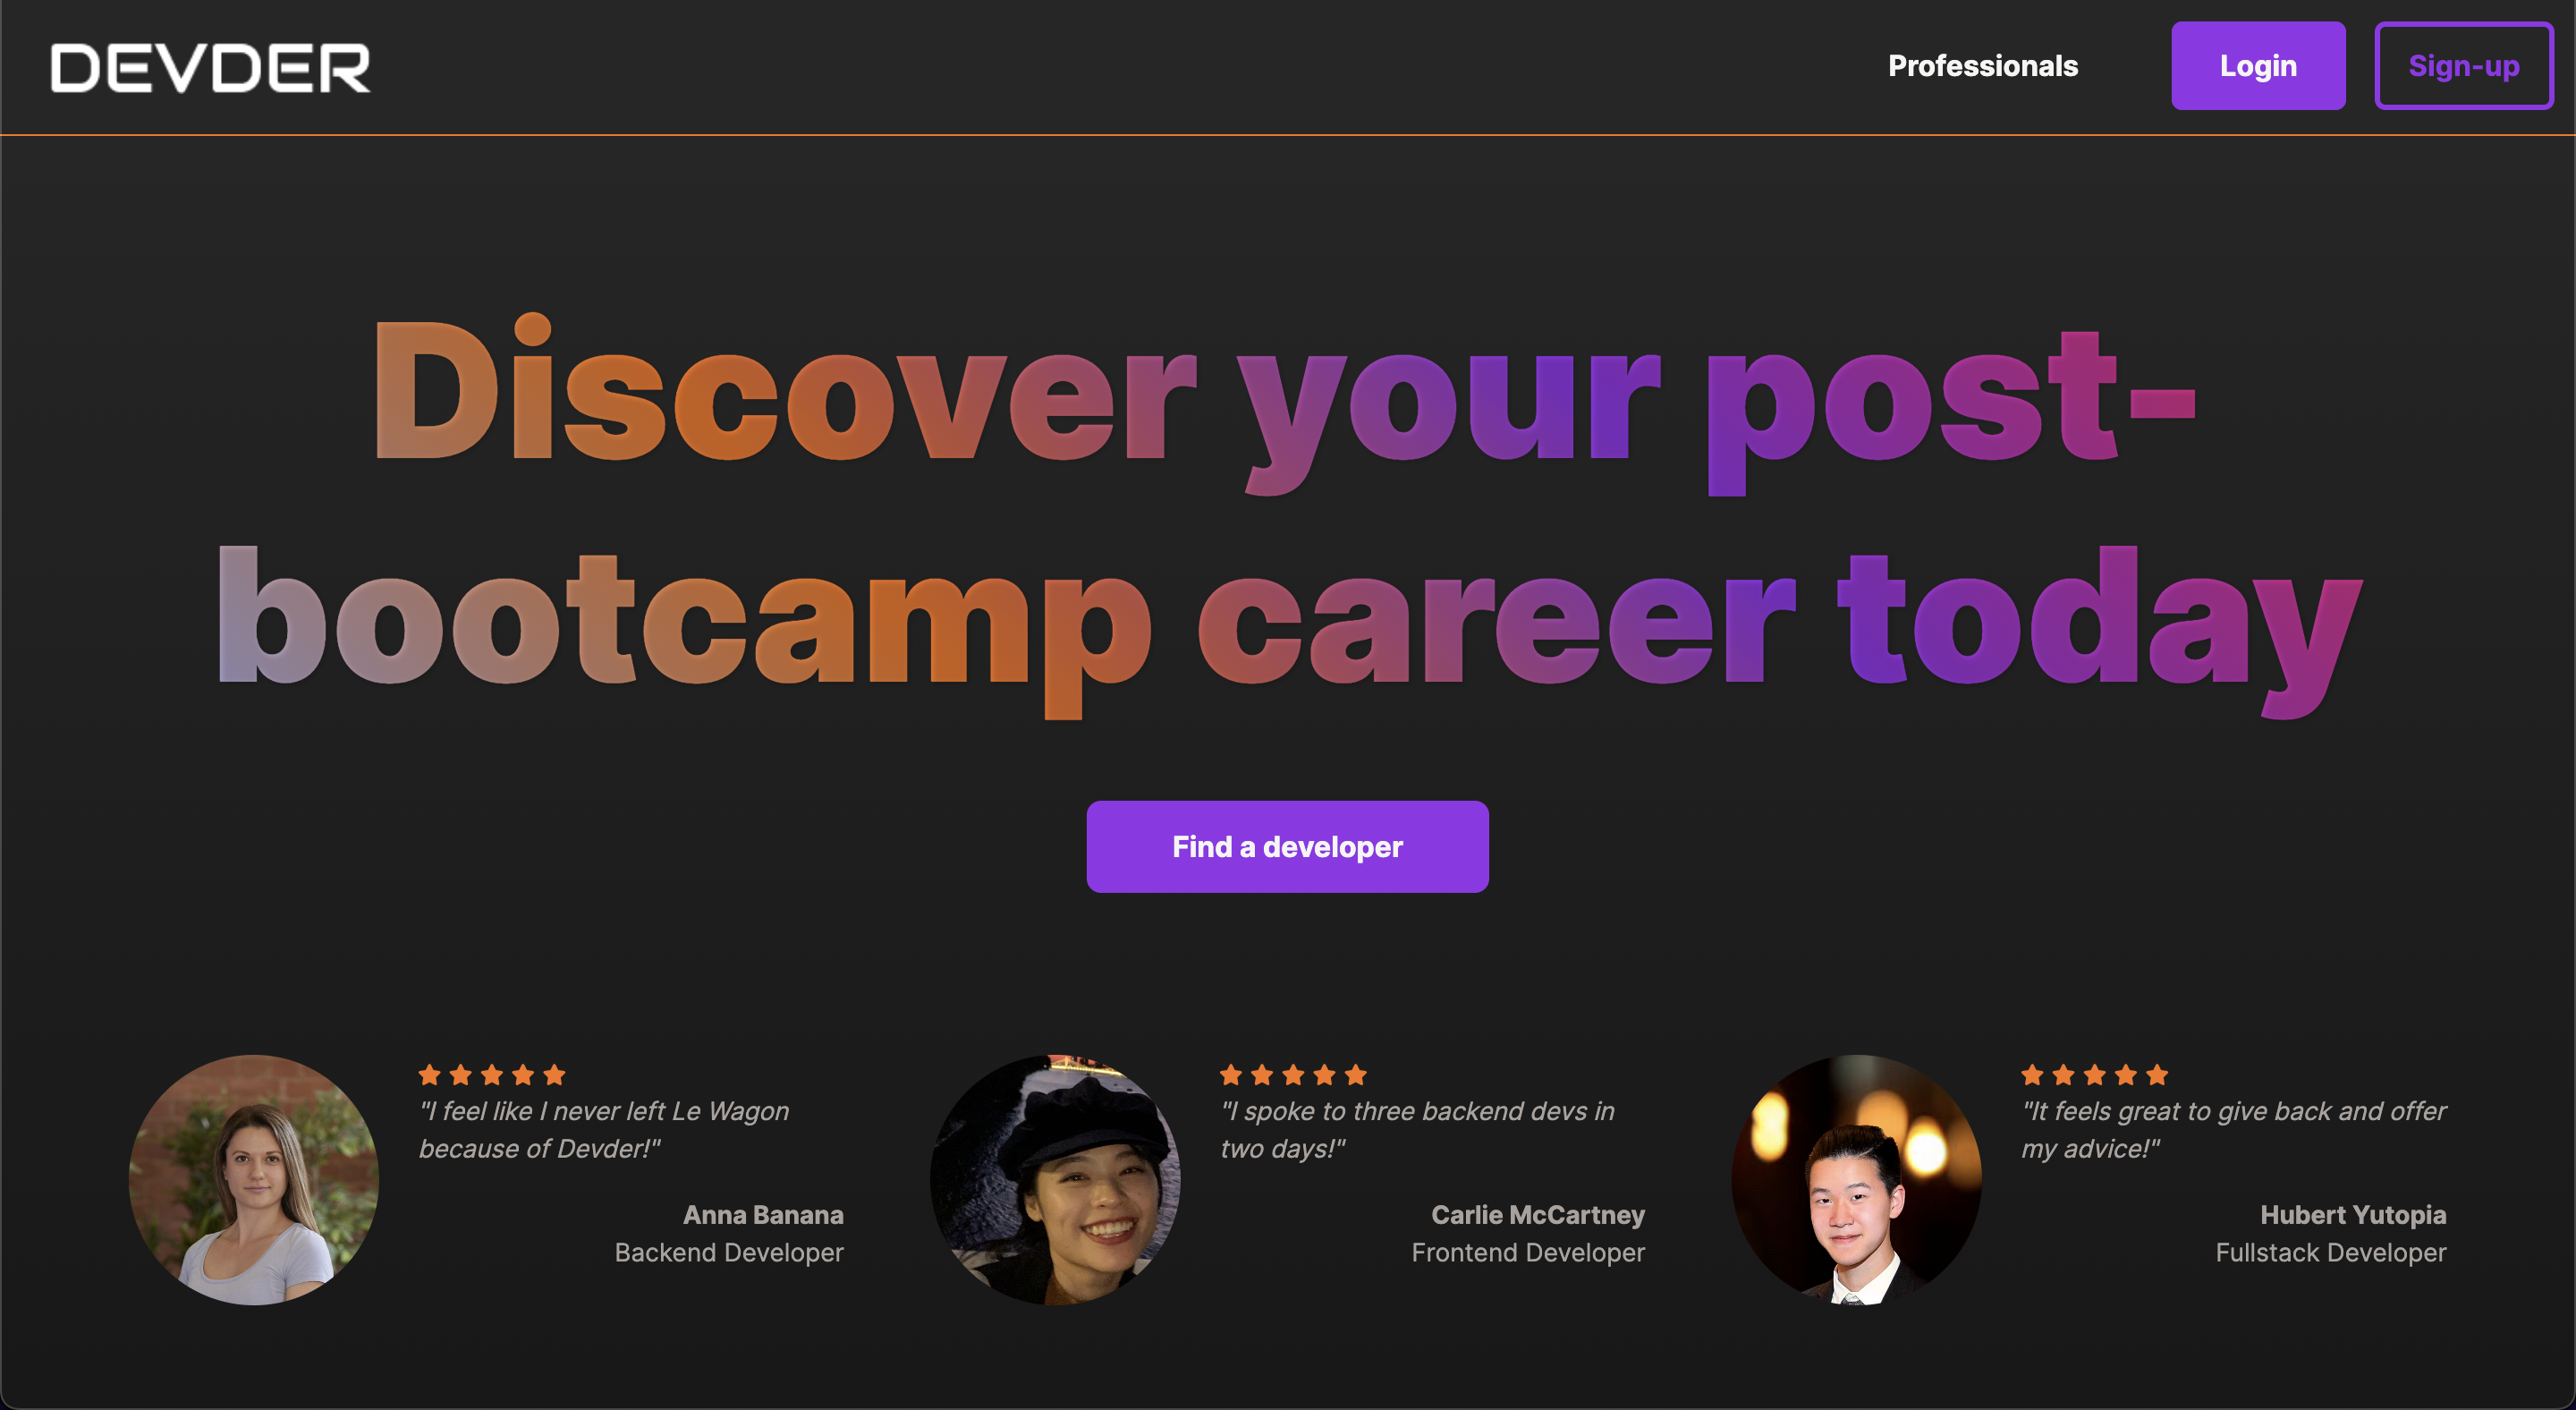 DEVDER
Professionals
Login
Sign-up
Discover your post-
bootcamp career today
Find a developer
"I feel like I never left Le Wagon
because of Devder!"
Anna Banana
Backend Developer
"I spoke to three backend devs in
two days!"
Carlie McCartney
Frontend Developer
"It feels great to give back and offer
my advice!"
Hubert Yutopia
Fullstack Developer